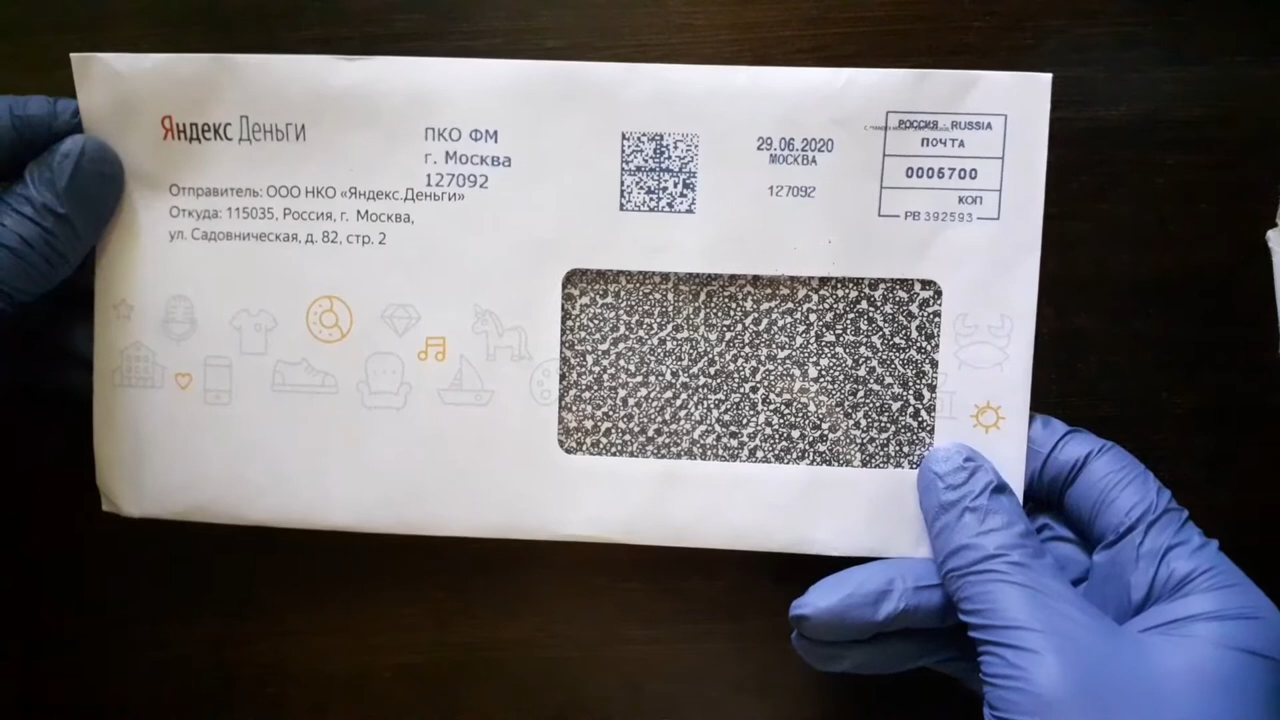 Яндекс Деньги
Отправитель: ООО НКО «Яндекс.Деньги»
Откуда: 115035, Россия, г. Москва,
ул. Садовническая, д. 82, стр. 2
ПКО ФМ
г. Москва
127092
29.06.2020
МОСКВА
127092
РОССИЯ - RUSSIA
ПОЧТА
0005700
КОП
РВ 392593